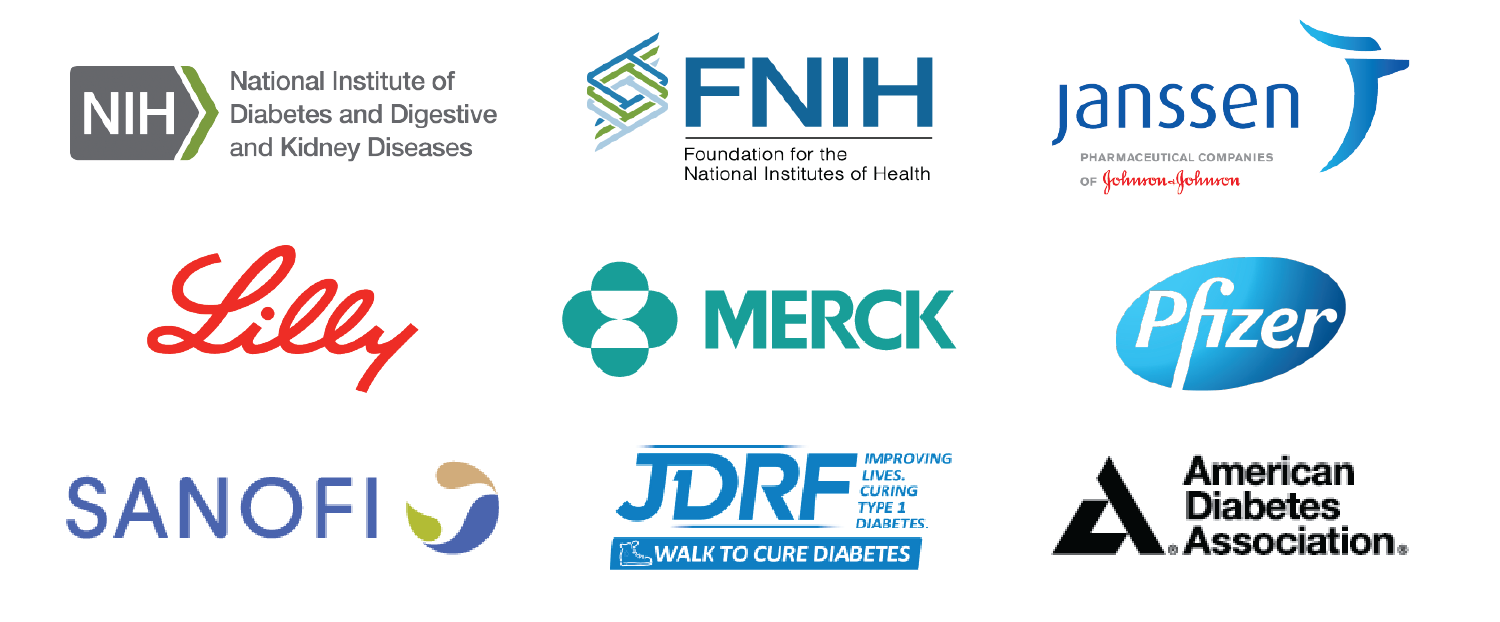 NIH
National Institute of
Diabetes and Digestive
and Kidney Diseases
FNIH
Foundation for the
National Institutes of Health
janssen
PHARMACEUTICAL COMPANIES
OF Johnson & Johnson
Lilly
MERCK
Pfizer
SANOFI
JDRF
IMPROVING
LIVES.
CURING
TYPE 1
DIABETES.
WALK TO CURE DIABETES
American
Diabetes
® Association®